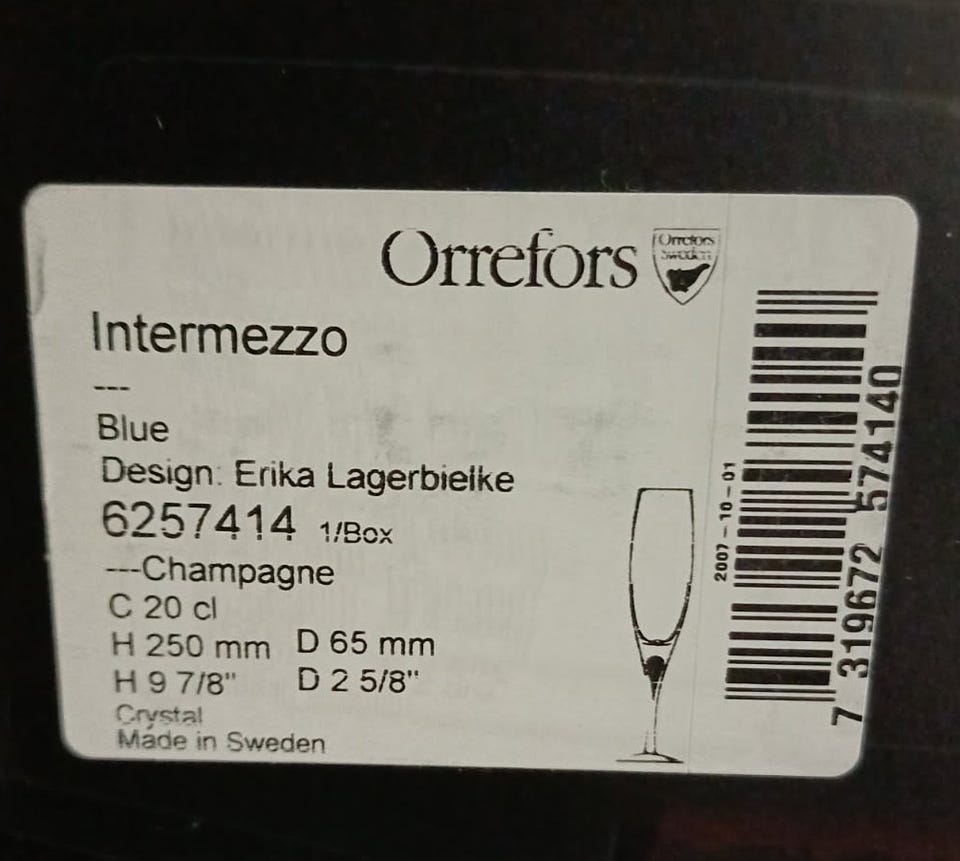 Orrefors
Orrefors
Sweden
Intermezzo
---
Blue
Design: Erika Lagerbielke
6257414 1/Box
---Champagne
C 20 cl
H 250 mm D 65 mm
H 9 7/8" D 2 5/8"
Crystal
Made in Sweden
2007-10-01
7 319672 574140